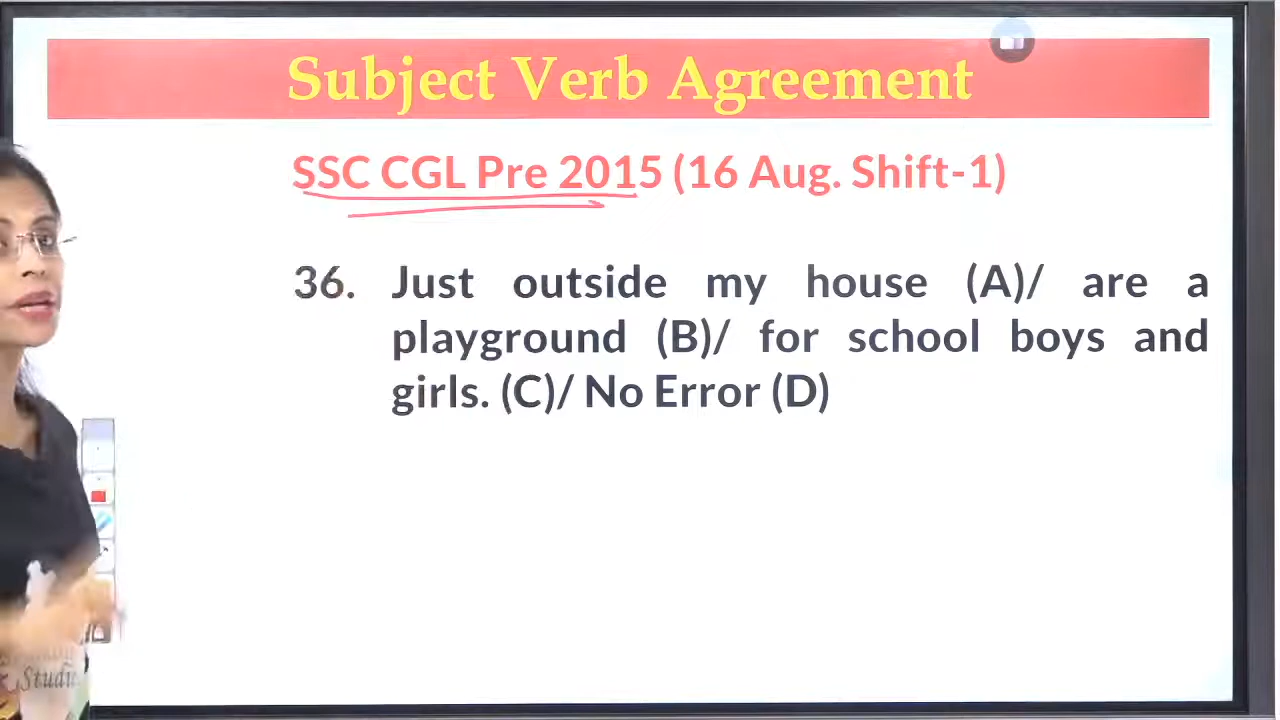 Subject Verb Agreement
SSC CGL Pre 2015 (16 Aug. Shift-1)
36. Just outside my house (A)/ are a
playground (B)/ for school boys and
girls. (C)/ No Error (D)
Studi